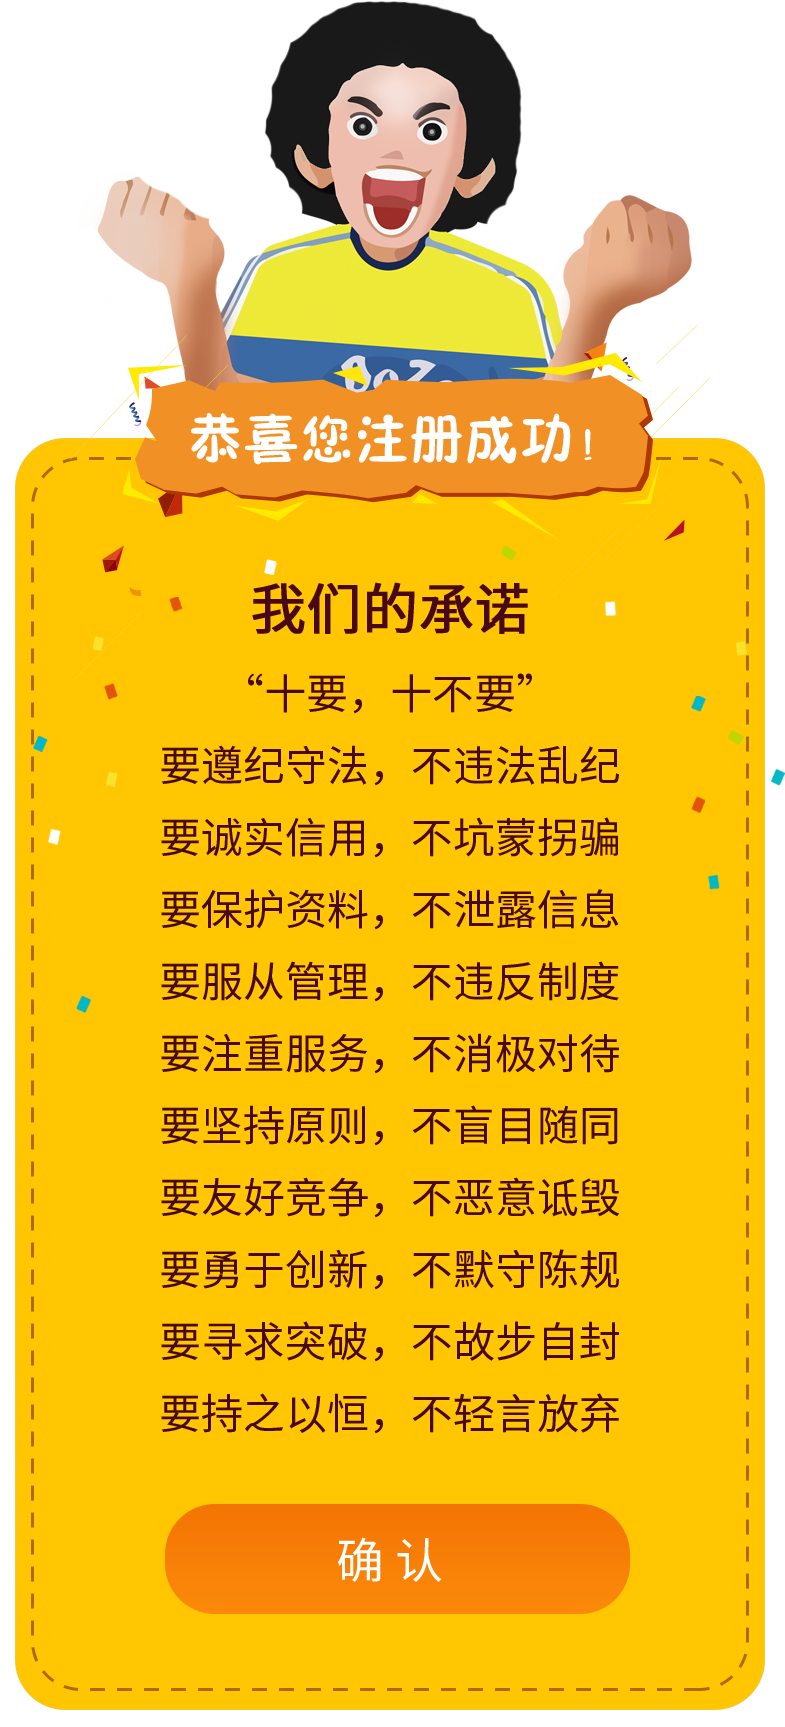 恭喜您注册成功！
我们的承诺
“十要，十不要”
要遵纪守法，不违法乱纪
要诚实信用，不坑蒙拐骗
要保护资料，不泄露信息
要服从管理，不违反制度
要注重服务，不消极对待
要坚持原则，不盲目随同
要友好竞争，不恶意诋毁
要勇于创新，不默守陈规
要寻求突破，不故步自封
要持之以恒，不轻言放弃
确认